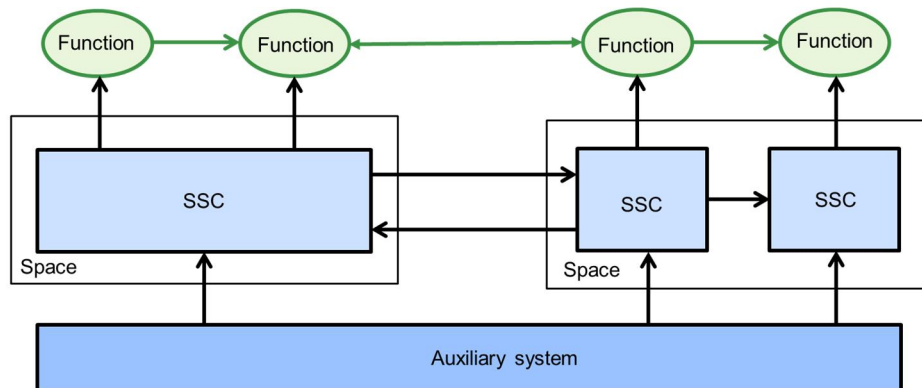 Function
Function
Function
Function
SSC
SSC
SSC
Space
Space
Auxiliary system